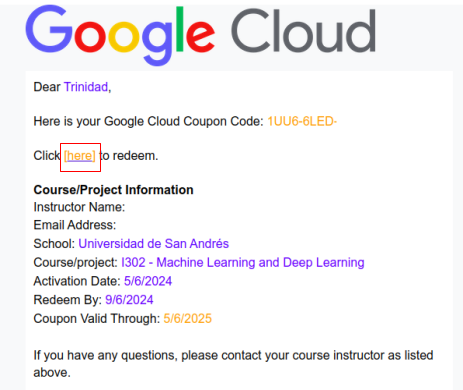 Google Cloud
Dear Trinidad,
Here is your Google Cloud Coupon Code: 1UU6-6LED-
Click [here] to redeem.
Course/Project Information
Instructor Name:
Email Address:
School: Universidad de San Andrés
Course/project: I302 - Machine Learning and Deep Learning
Activation Date: 5/6/2024
Redeem By: 9/6/2024
Coupon Valid Through: 5/6/2025
If you have any questions, please contact your course instructor as listed
above.